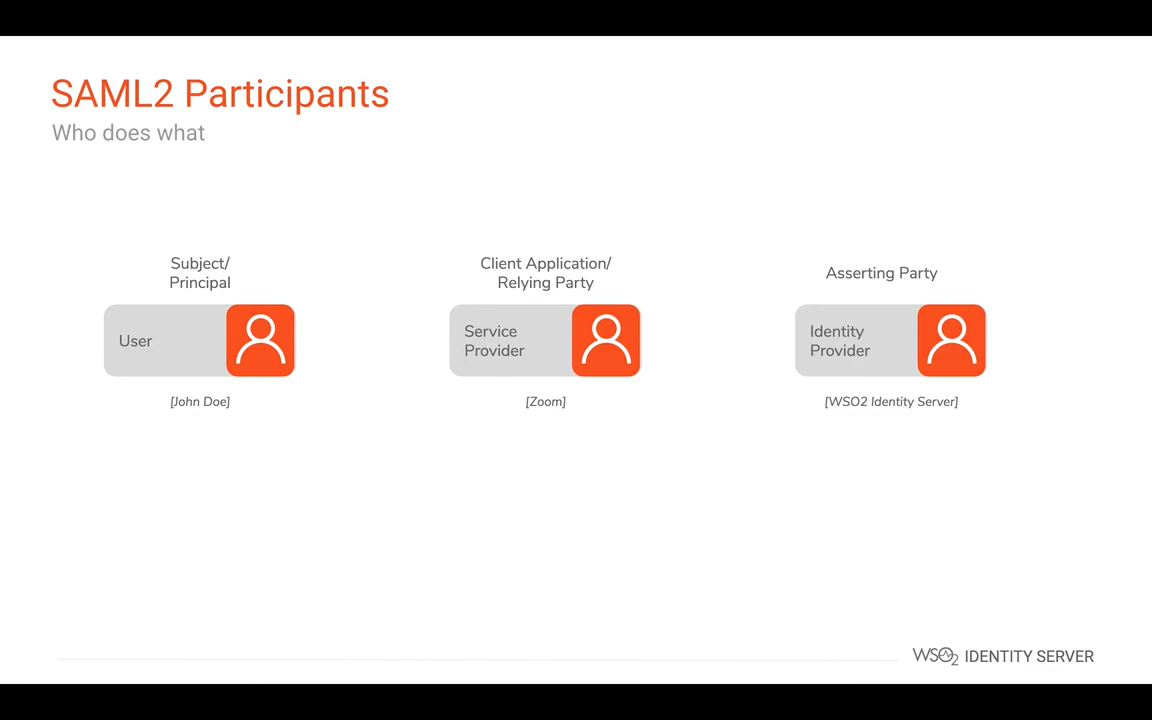 SAML2 Participants
Who does what
Subject/
Principal
User
[John Doe]
Client Application/
Relying Party
Service
Provider
[Zoom]
Asserting Party
Identity
Provider
[WSO2 Identity Server]
WSO2 IDENTITY SERVER